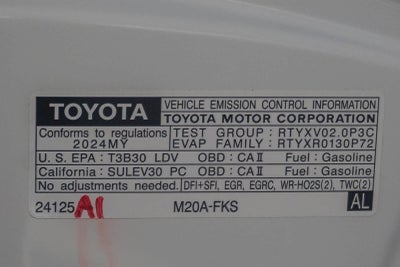 TOYOTA
VEHICLE EMISSION CONTROL INFORMATION
TOYOTA MOTOR CORPORATION
Conforms to regulations
2024MY
TEST GROUP : RTYXV02.0P3C
EVAP FAMILY : RTYXR0130P72
U.S. EPA : T3B30 LDV OBD : CAII Fuel : Gasoline
California : SULEV30 PC OBD : CAII Fuel : Gasoline
No adjustments needed. DFI+SFI, EGR, EGRC, WR-HO2S(2), TWC(2)
24125 A1 M20A-FKS AL